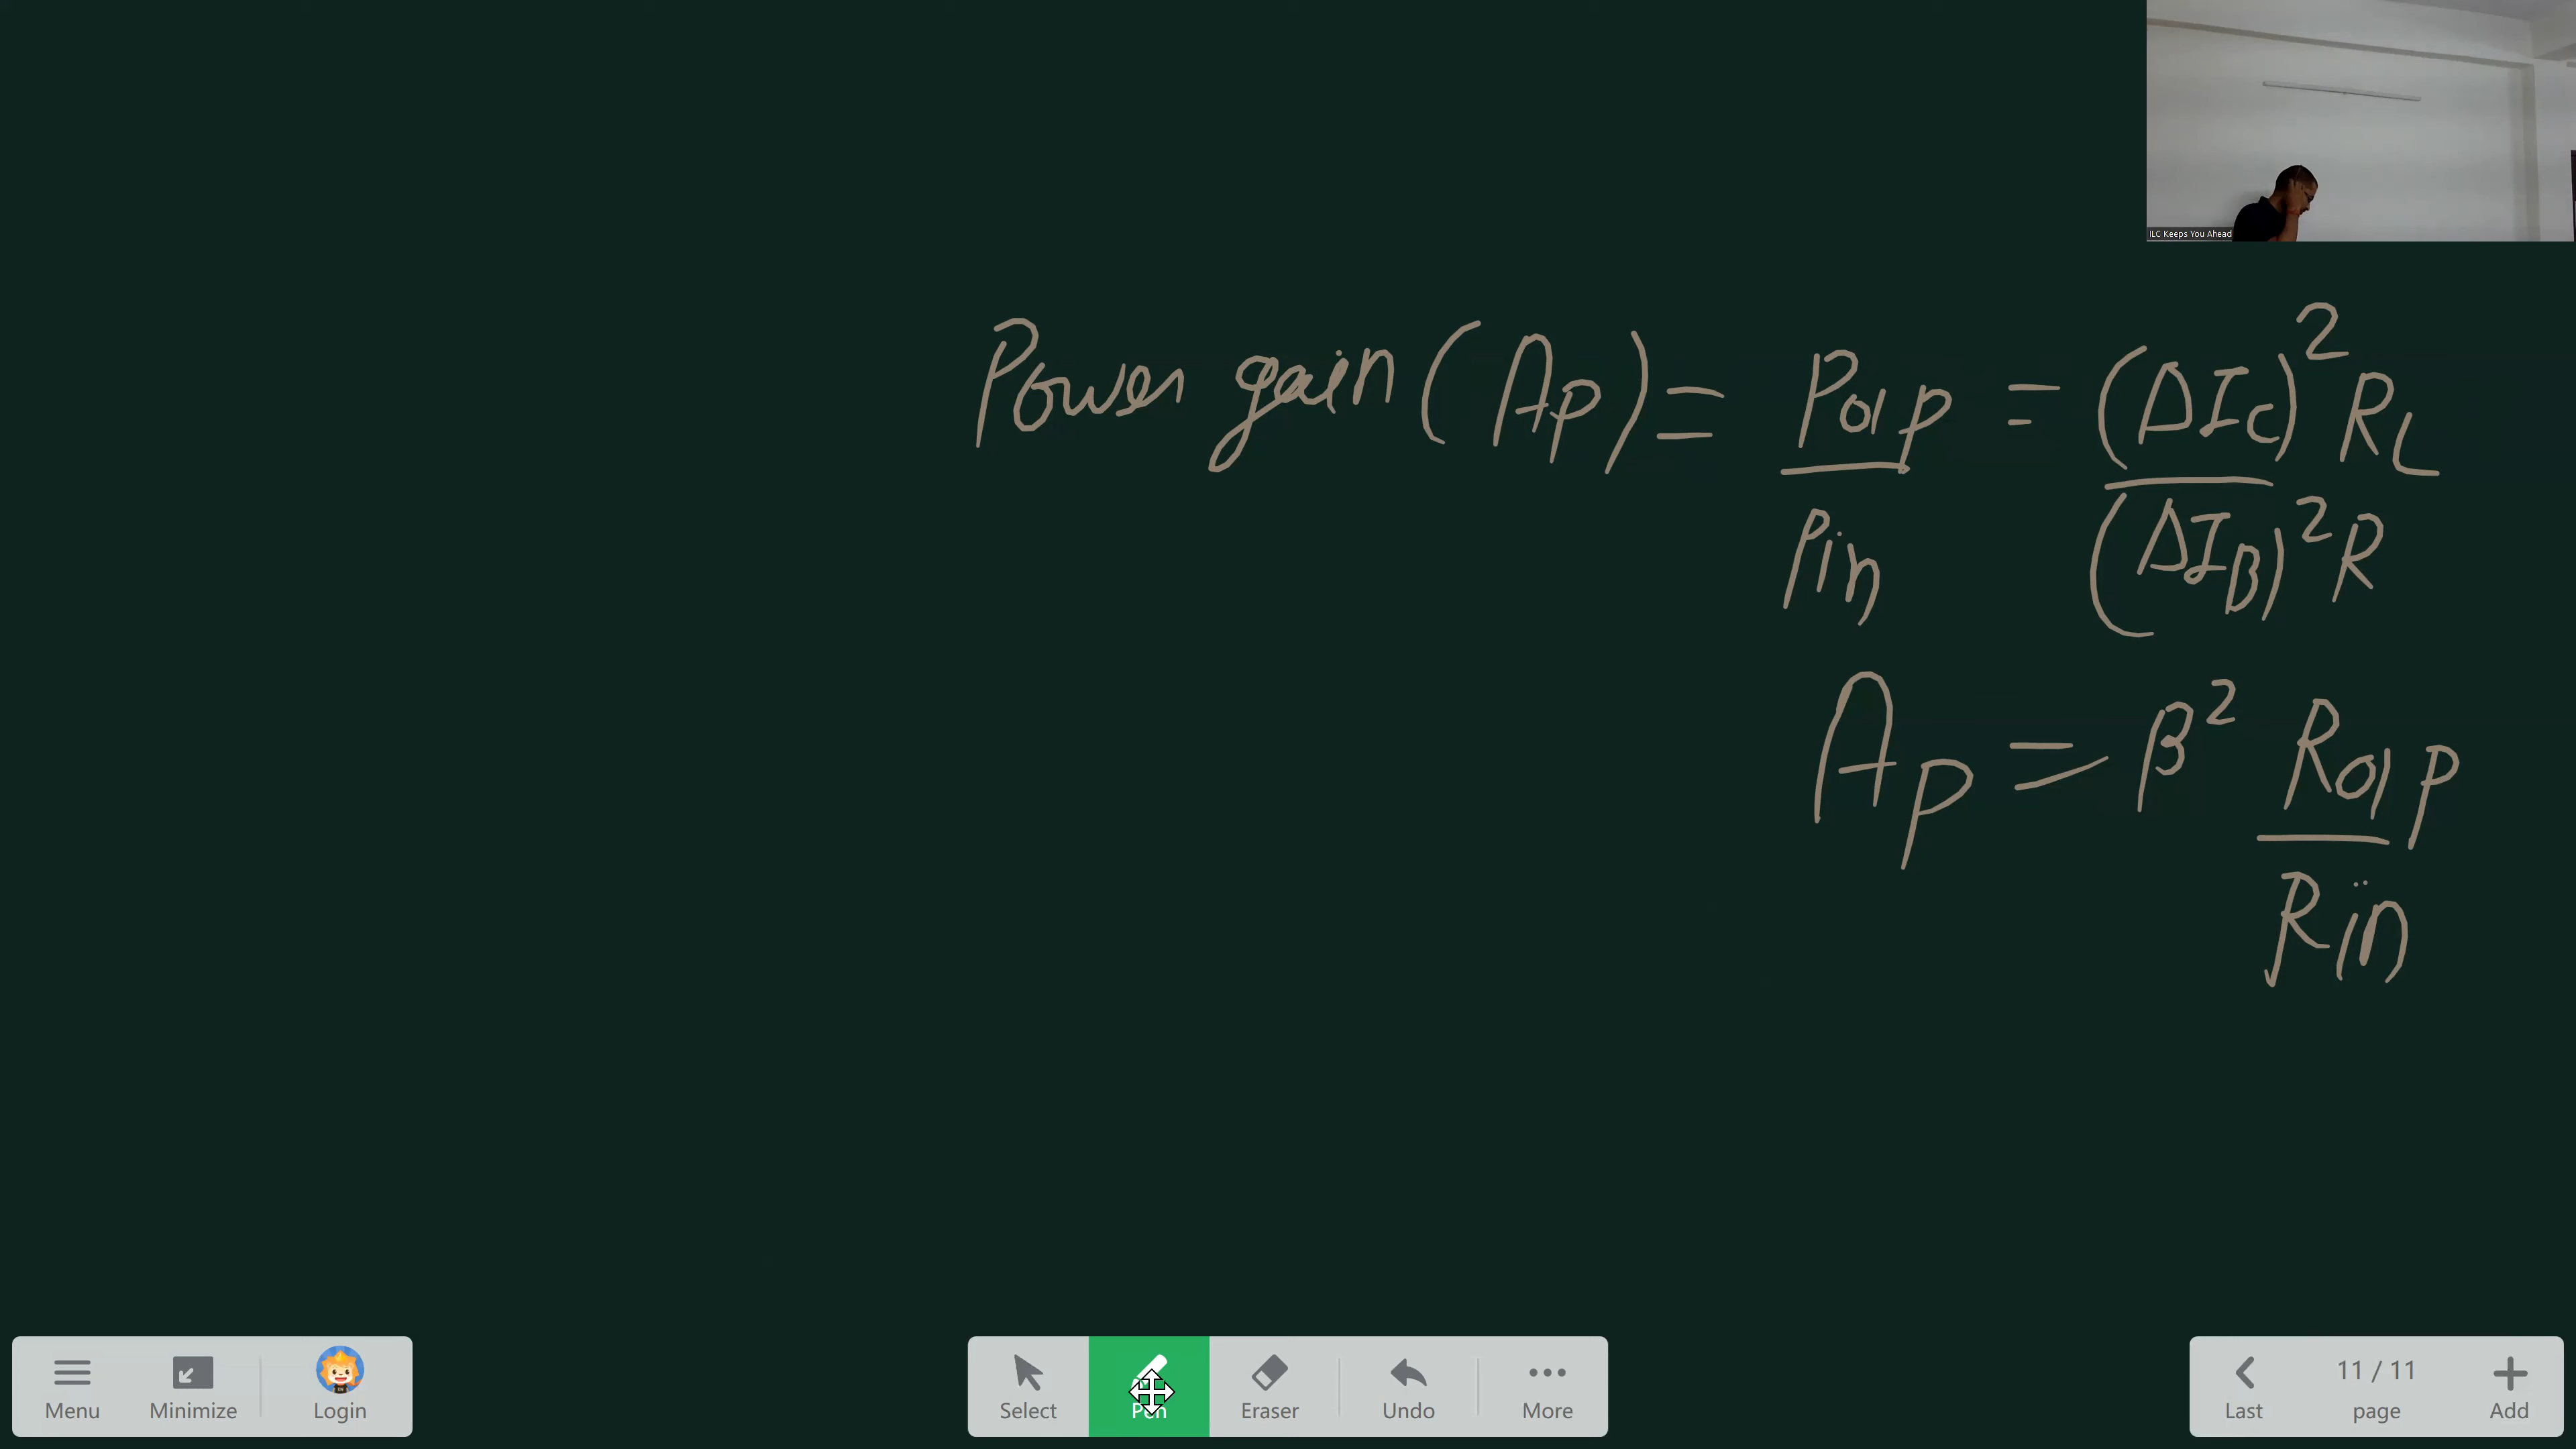 ILC Keeps You Ahead
Power gain (Ap) = Po/p = (ΔIc)² RL
Pin (ΔIB)² R
Ap = β² Ro/p
Rin
Menu Minimize Login Select Pen Eraser Undo More Last 11 / 11 page Add